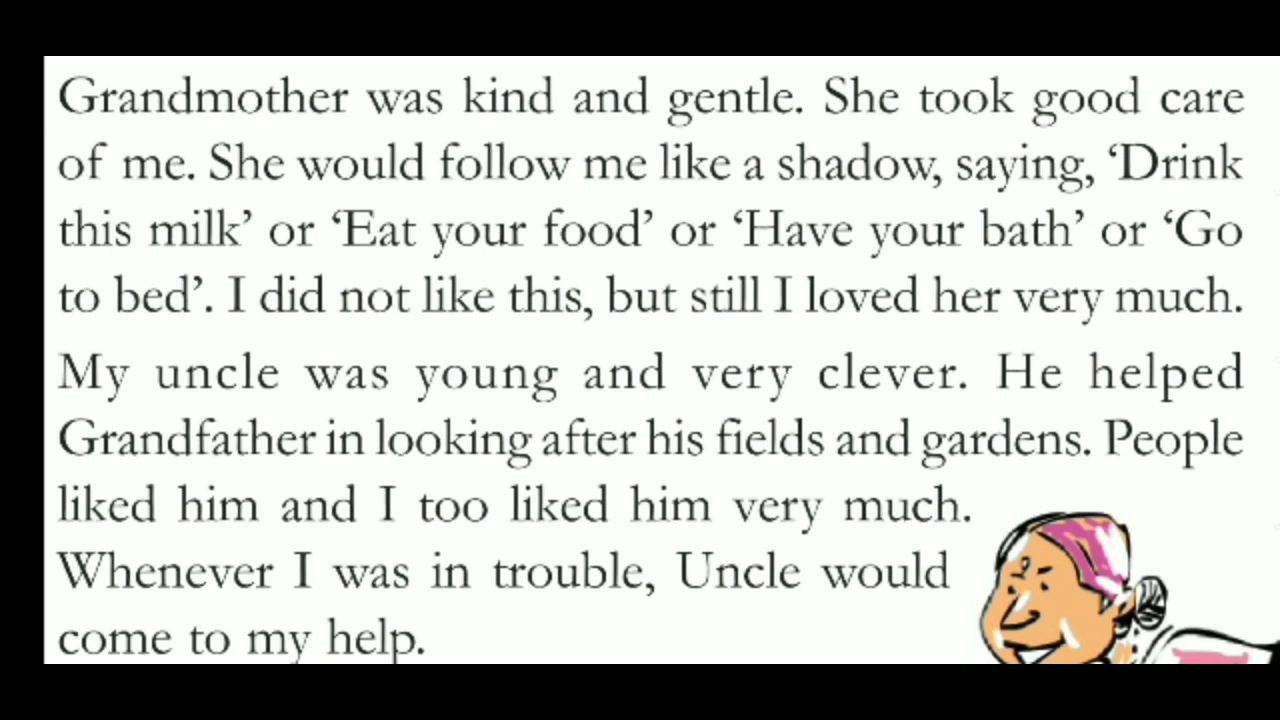 Grandmother was kind and gentle. She took good care
of me. She would follow me like a shadow, saying, ‘Drink
this milk’ or ‘Eat your food’ or ‘Have your bath’ or ‘Go
to bed’. I did not like this, but still I loved her very much.
My uncle was young and very clever. He helped
Grandfather in looking after his fields and gardens. People
liked him and I too liked him very much.
Whenever I was in trouble, Uncle would
come to my help.